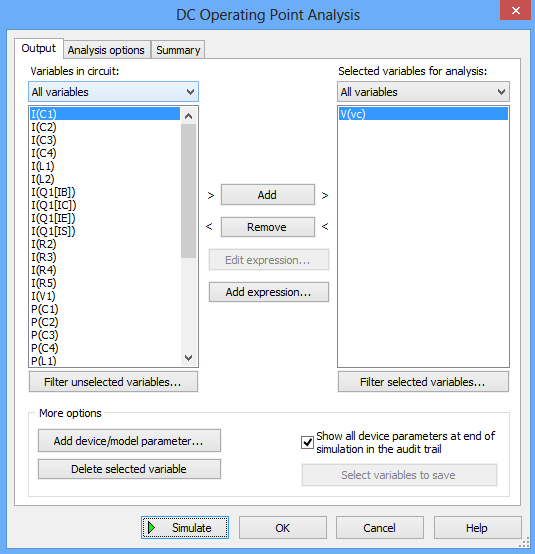 DC Operating Point Analysis
Output
Analysis options
Summary
Variables in circuit:
All variables
I(C1)
I(C2)
I(C3)
I(C4)
I(L1)
I(L2)
I(Q1[IB])
I(Q1[IC])
I(Q1[IE])
I(Q1[IS])
I(R2)
I(R3)
I(R4)
I(R5)
I(V1)
P(C1)
P(C2)
P(C3)
P(C4)
P(L1)
Filter unselected variables...
> Add >
< Remove <
Edit expression...
Add expression...
Selected variables for analysis:
All variables
V(vc)
Filter selected variables...
More options
Add device/model parameter...
Delete selected variable
Show all device parameters at end of
simulation in the audit trail
Select variables to save
Simulate
OK
Cancel
Help